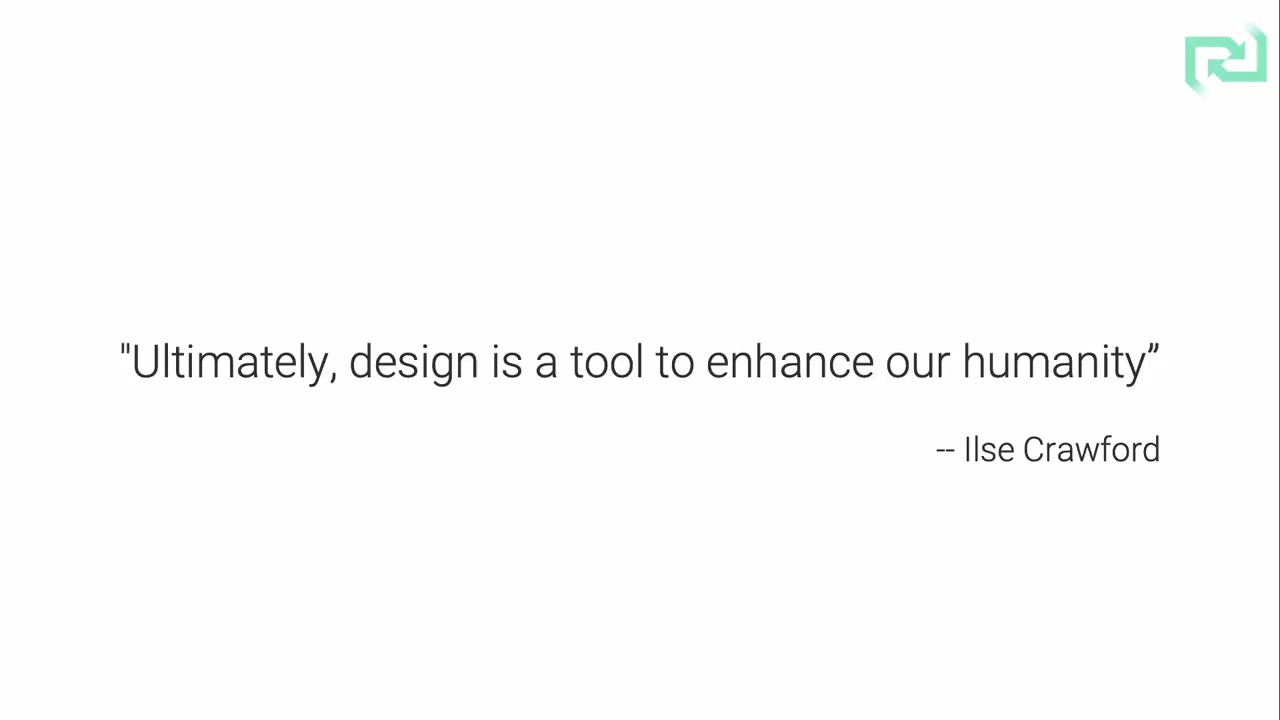 "Ultimately, design is a tool to enhance our humanity”
-- Ilse Crawford